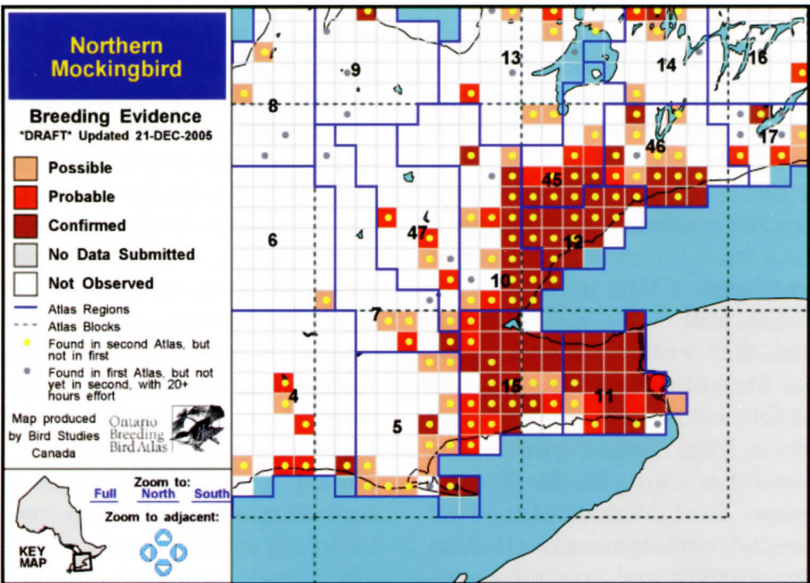 Northern
Mockingbird
Breeding Evidence
*DRAFT* Updated 21-DEC-2005
Possible
Probable
Confirmed
No Data Submitted
Not Observed
Atlas Regions
Atlas Blocks
Found in second Atlas, but
not in first
Found in first Atlas, but not
yet in second, with 20+
hours effort
Map produced
by Bird Studies
Canada
Ontario
Breeding
Bird Atlas
Zoom to:
Full North South
Zoom to adjacent:
KEY
MAP
9
13
14
16
8
17
46
45
6
47
12
10
7
4
15
11
5